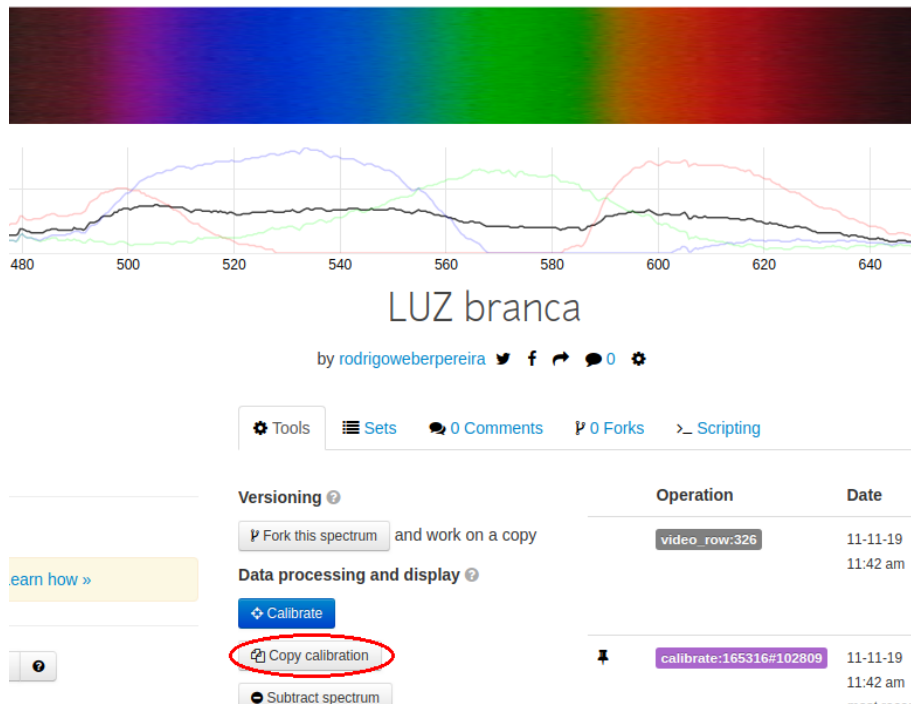 480 500 520 540 560 580 600 620 640
LUZ branca
by rodrigoweberpereira 0
Tools Sets 0 Comments 0 Forks >_ Scripting
Versioning
Operation Date
Fork this spectrum and work on a copy
video_row:326 11-11-19
11:42 am
Data processing and display
earn how »
Calibrate
Copy calibration
calibrate:165316#102809 11-11-19
11:42 am
Subtract spectrum